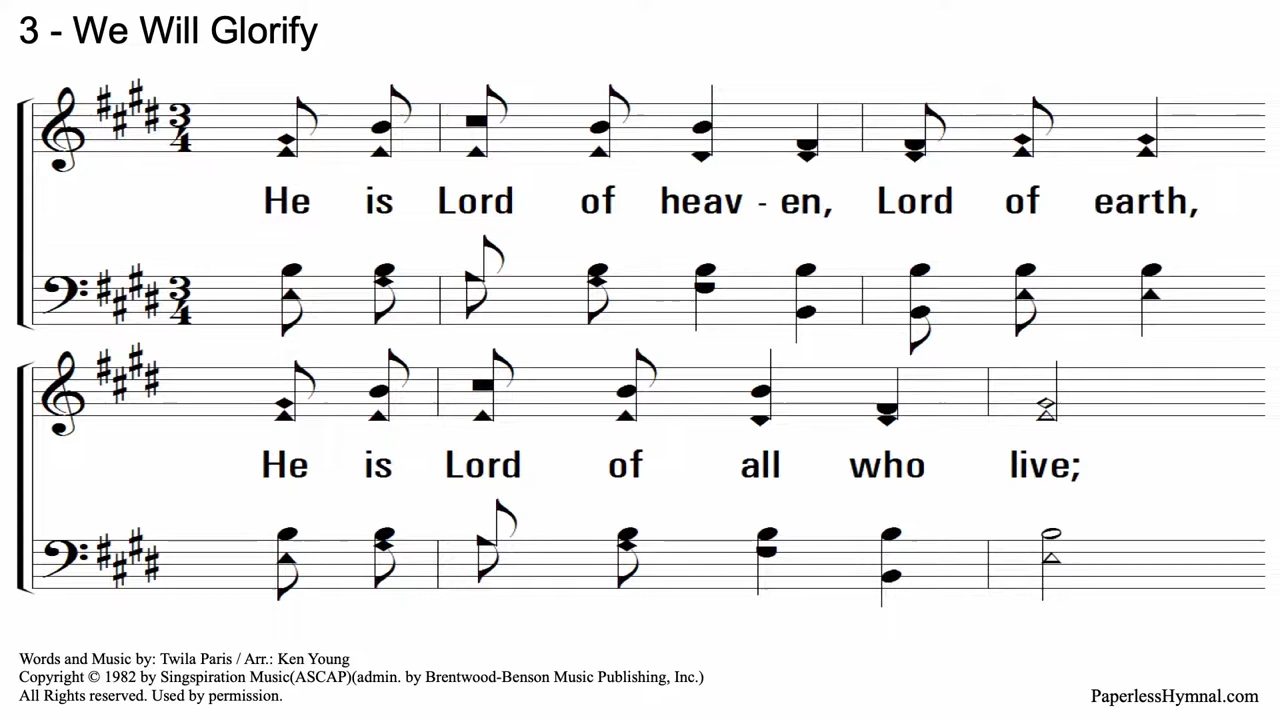 3 - We Will Glorify
He is Lord of heav - en, Lord of earth,
He is Lord of all who live;
Words and Music by: Twila Paris / Arr.: Ken Young
Copyright © 1982 by Singspiration Music(ASCAP)(admin. by Brentwood-Benson Music Publishing, Inc.)
All Rights reserved. Used by permission.
PaperlessHymnal.com